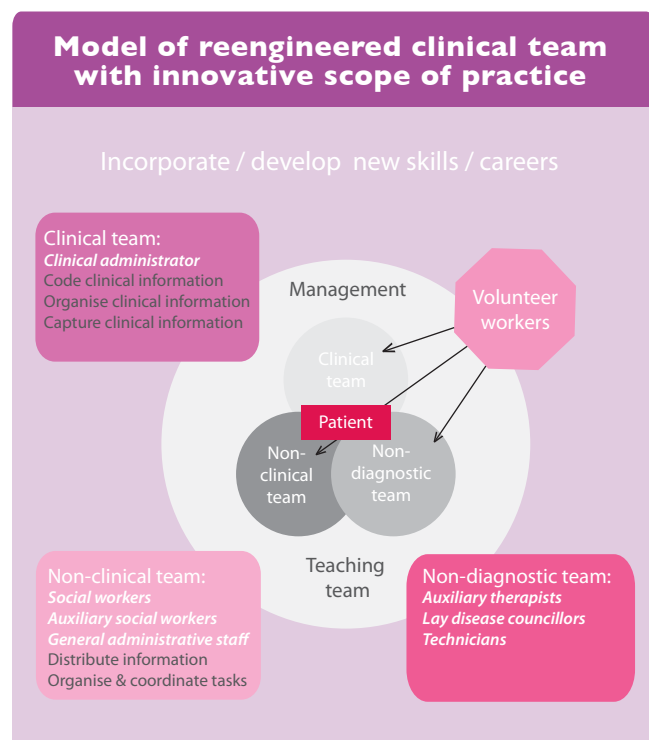 Model of reengineered clinical team
with innovative scope of practice
Incorporate / develop new skills / careers
Clinical team:
Clinical administrator
Code clinical information
Organise clinical information
Capture clinical information
Management
Volunteer
workers
Clinical
team
Patient
Non-
clinical
team
Non-
diagnostic
team
Teaching
team
Non-clinical team:
Social workers
Auxiliary social workers
General administrative staff
Distribute information
Organise & coordinate tasks
Non-diagnostic team:
Auxiliary therapists
Lay disease councillors
Technicians